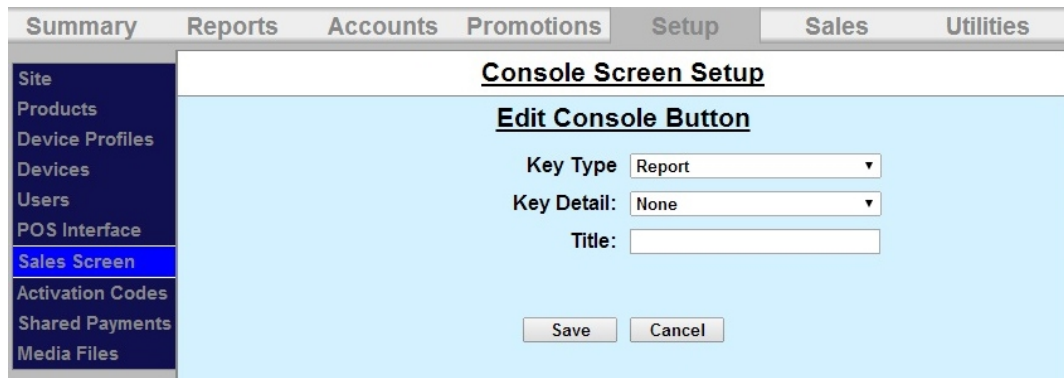 Summary Reports Accounts Promotions Setup Sales Utilities
Site
Products
Device Profiles
Devices
Users
POS Interface
Sales Screen
Activation Codes
Shared Payments
Media Files
Console Screen Setup
Edit Console Button
Key Type Report
Key Detail: None
Title:
Save Cancel